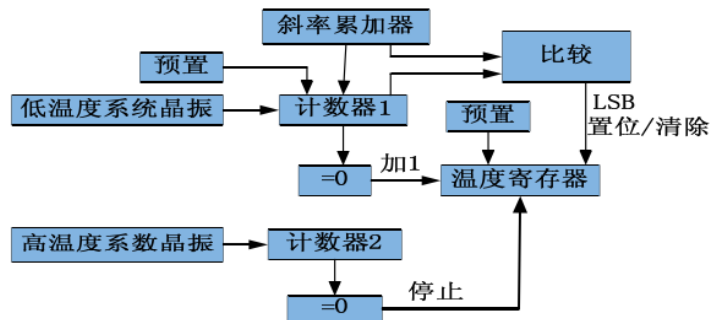 斜率累加器
预置
比较
低温度系统晶振
计数器1
LSB
置位/清除
预置
=0
加1
温度寄存器
高温度系数晶振
计数器2
=0
停止